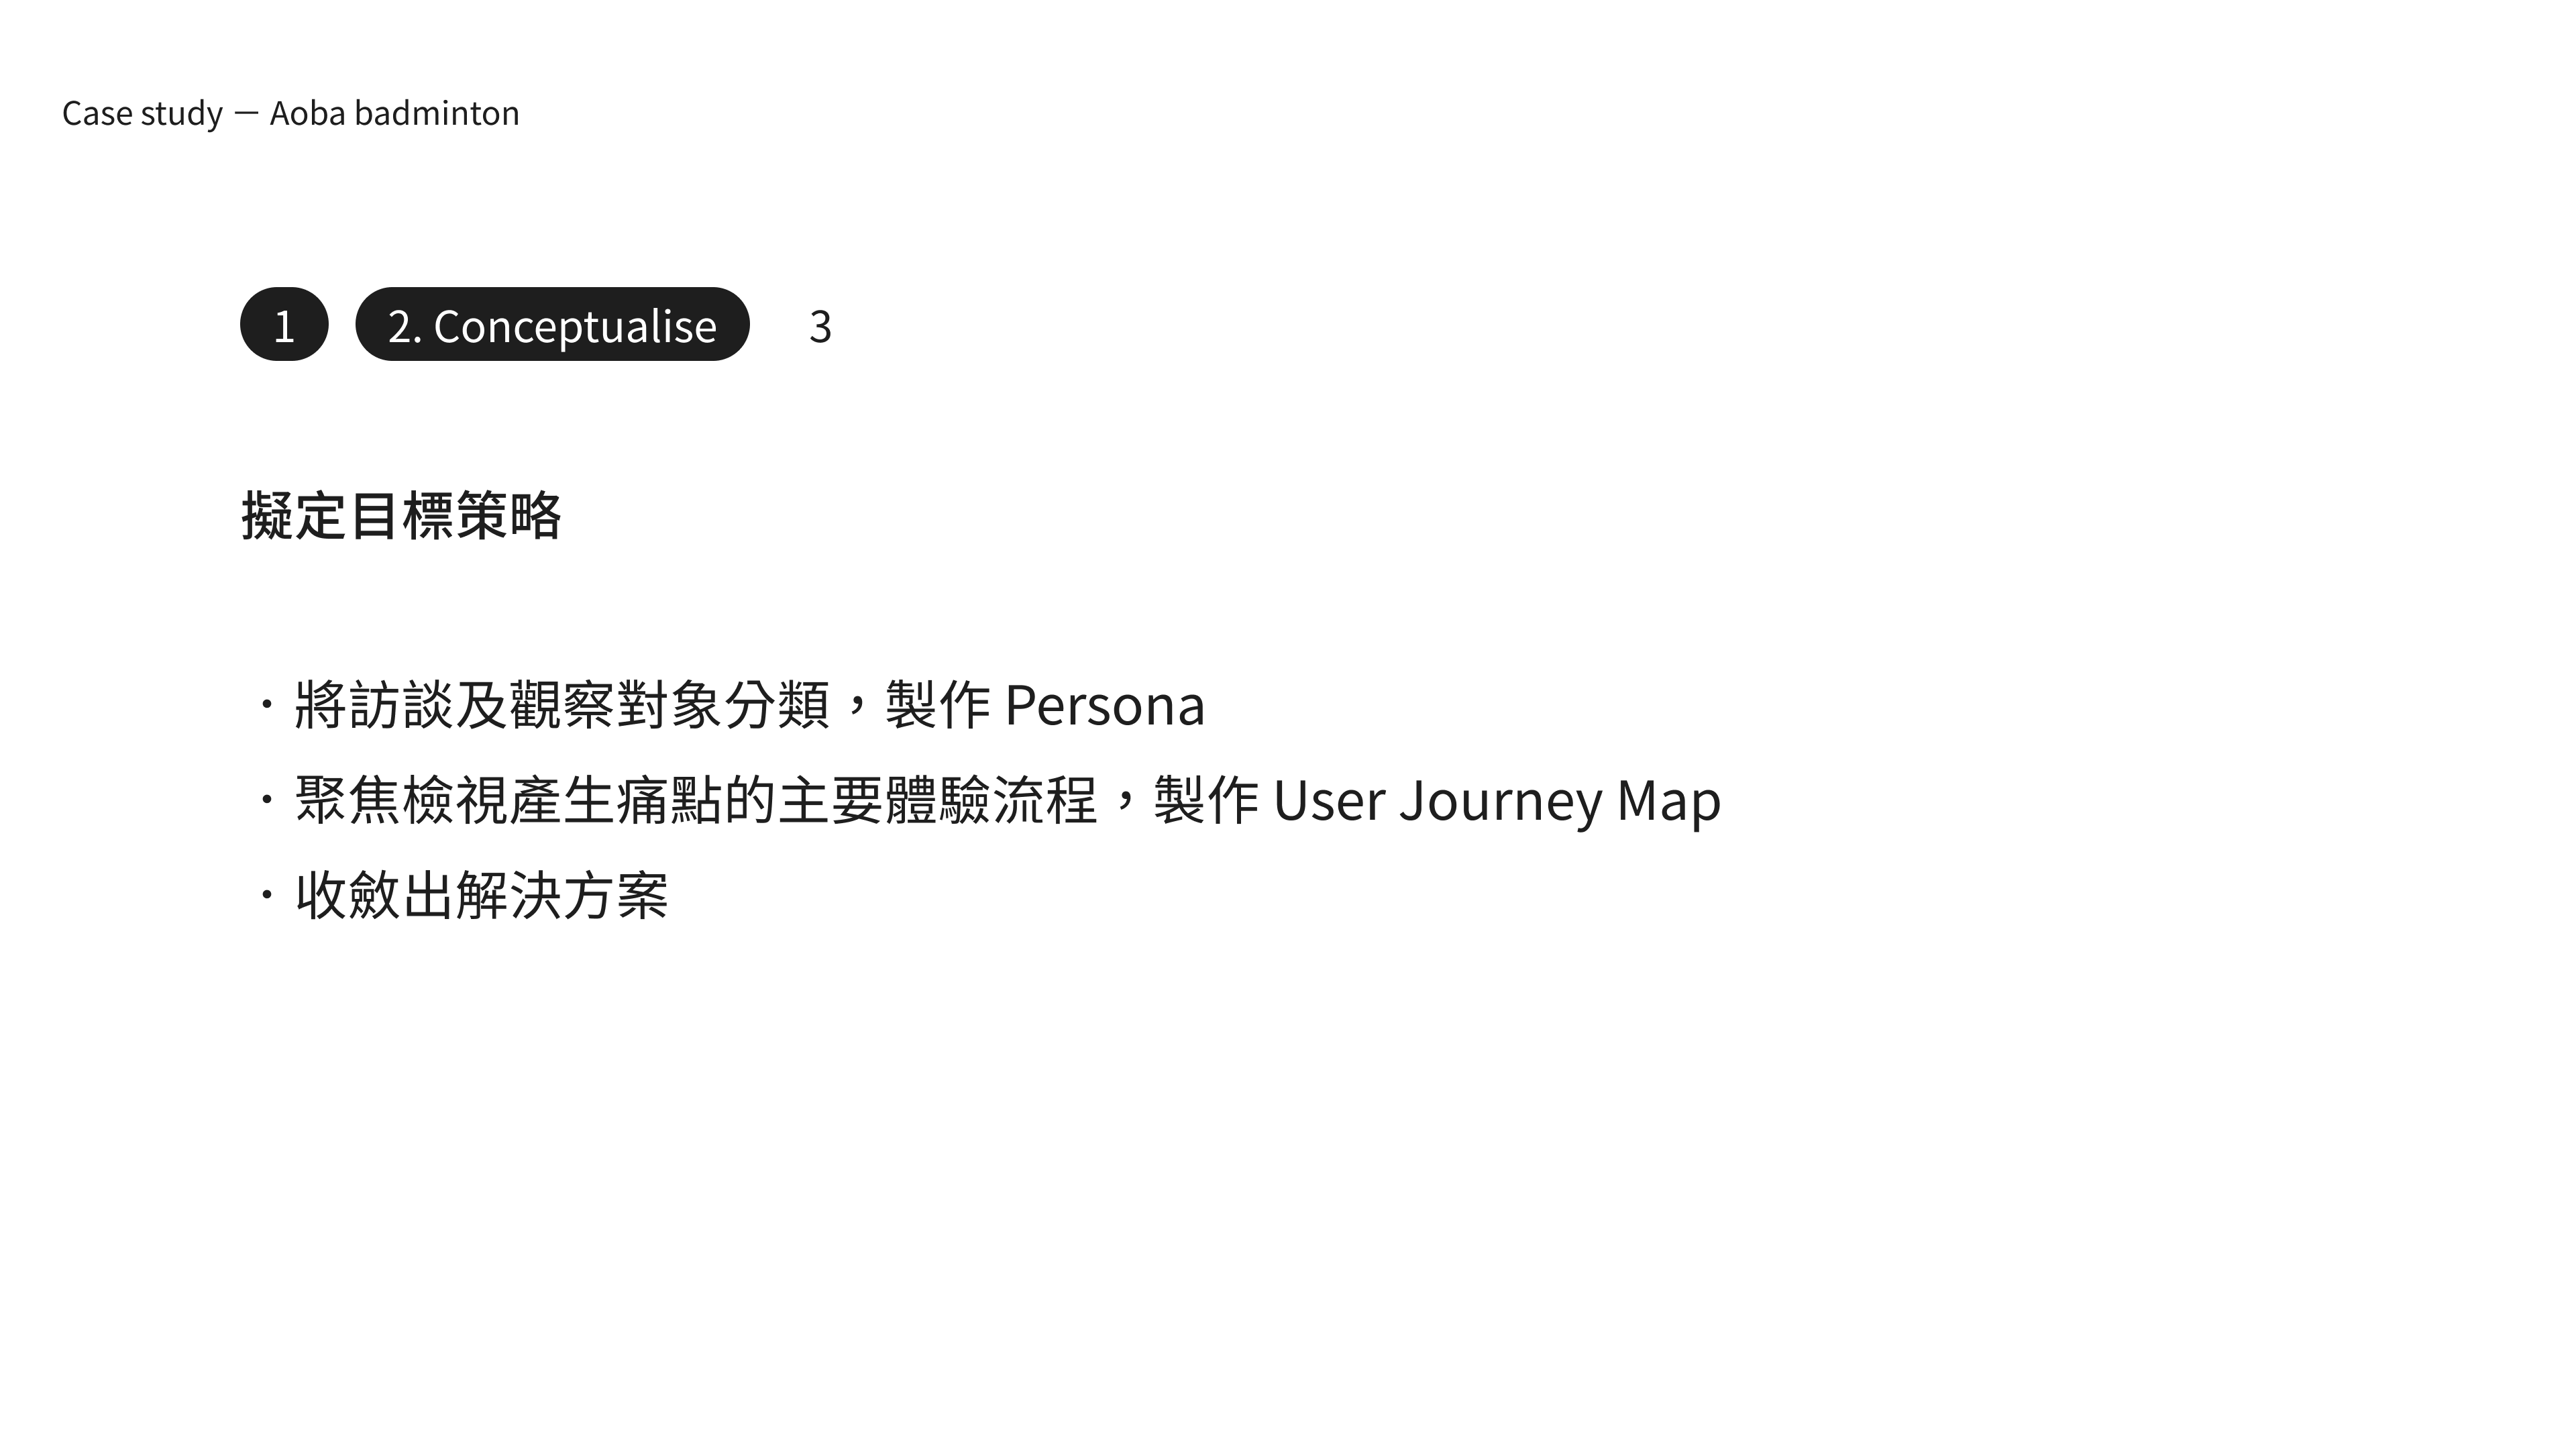 Case study － Aoba badminton
1 2. Conceptualise 3
擬定目標策略
・將訪談及觀察對象分類，製作 Persona
・聚焦檢視產生痛點的主要體驗流程，製作 User Journey Map
・收斂出解決方案